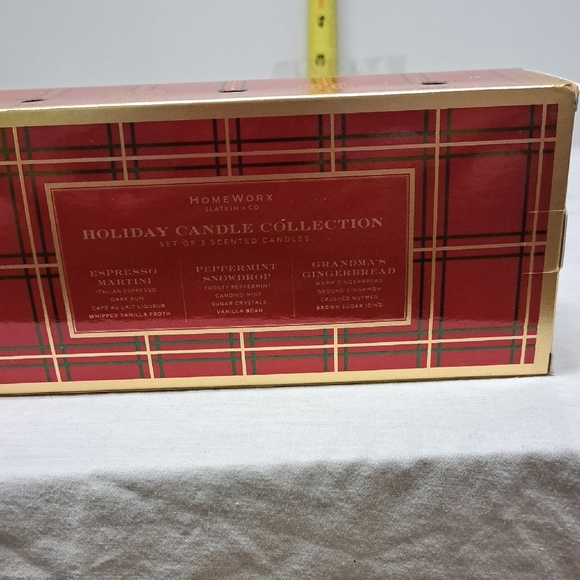 HOMEWORX
SLATKIN + CO
HOLIDAY CANDLE COLLECTION
SET OF 3 SCENTED CANDLES
ESPRESSO
MARTINI
ITALIAN ESPRESSO
DARK RUM
CAFE AU LAIT LIQUEUR
WHIPPED VANILLA FROTH
PEPPERMINT
SNOWDROP
FROSTY PEPPERMINT
CANDIED MINT
SUGAR CRYSTALS
VANILLA BEAN
GRANDMA'S
GINGERBREAD
WARM GINGERBREAD
GROUND CINNAMON
CRUSHED NUTMEG
BROWN SUGAR ICING